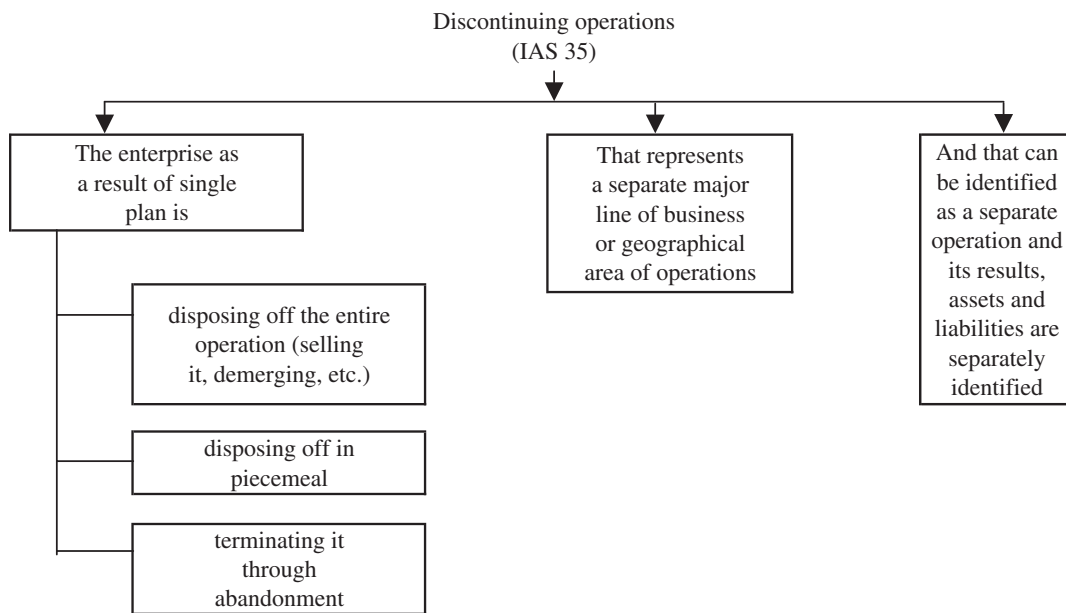 Discontinuing operations
(IAS 35)
The enterprise as
a result of single
plan is
disposing off the entire
operation (selling
it, demerging, etc.)
disposing off in
piecemeal
terminating it
through
abandonment
That represents
a separate major
line of business
or geographical
area of operations
And that can
be identified
as a separate
operation and
its results,
assets and
liabilities are
separately
identified